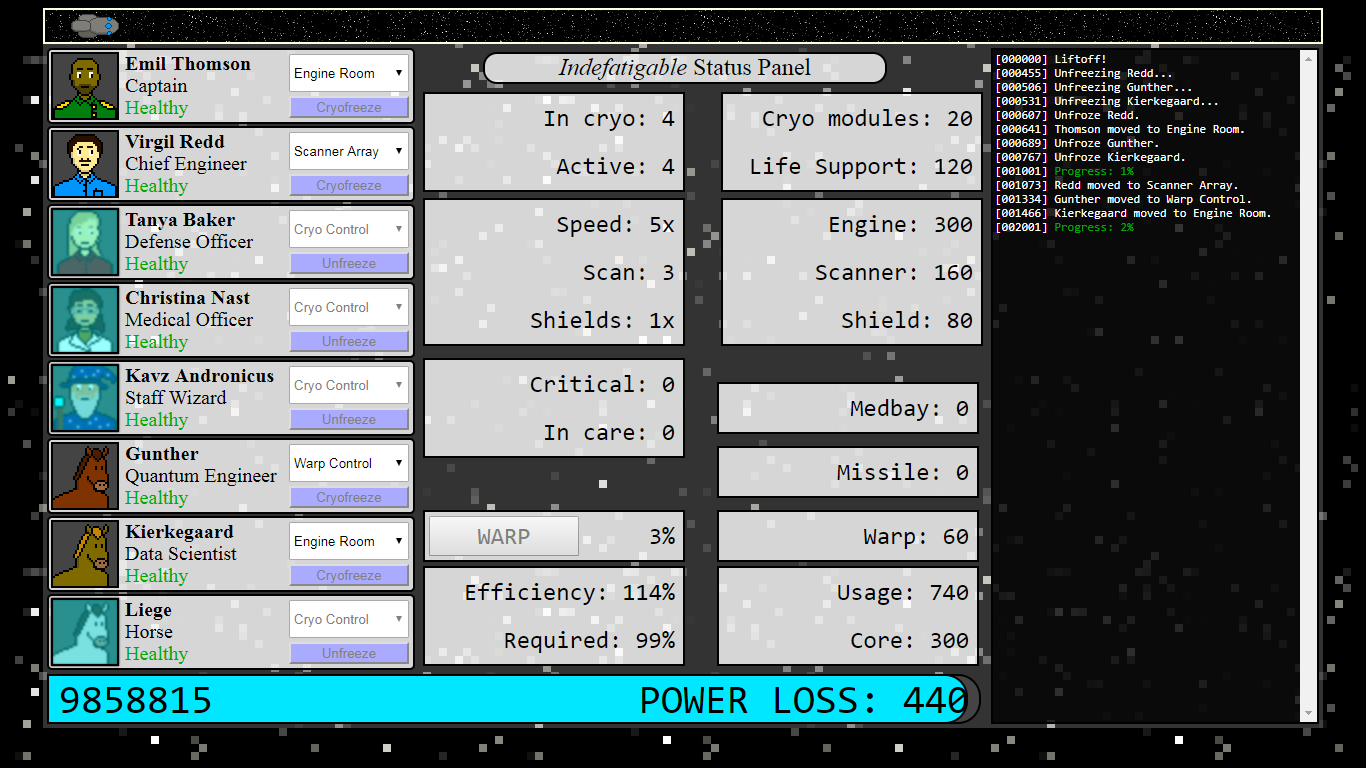 Emil Thomson
Captain
Healthy
Engine Room
Cryofreeze
Virgil Redd
Chief Engineer
Healthy
Scanner Array
Cryofreeze
Tanya Baker
Defense Officer
Healthy
Cryo Control
Unfreeze
Christina Nast
Medical Officer
Healthy
Cryo Control
Unfreeze
Kavz Andronicus
Staff Wizard
Healthy
Cryo Control
Unfreeze
Gunther
Quantum Engineer
Healthy
Warp Control
Cryofreeze
Kierkegaard
Data Scientist
Healthy
Engine Room
Cryofreeze
Liege
Horse
Healthy
Cryo Control
Unfreeze
Indefatigable Status Panel
In cryo: 4
Active: 4
Cryo modules: 20
Life Support: 120
Speed: 5x
Scan: 3
Shields: 1x
Engine: 300
Scanner: 160
Shield: 80
Critical: 0
In care: 0
Medbay: 0
Missile: 0
WARP 3%
Warp: 60
Efficiency: 114%
Required: 99%
Usage: 740
Core: 300
9858815 POWER LOSS: 440
[000000] Liftoff!
[000455] Unfreezing Redd...
[000506] Unfreezing Gunther...
[000531] Unfreezing Kierkegaard...
[000607] Unfroze Redd.
[000641] Thomson moved to Engine Room.
[000689] Unfroze Gunther.
[000767] Unfroze Kierkegaard.
[001001] Progress: 1%
[001073] Redd moved to Scanner Array.
[001334] Gunther moved to Warp Control.
[001466] Kierkegaard moved to Engine Room.
[002001] Progress: 2%